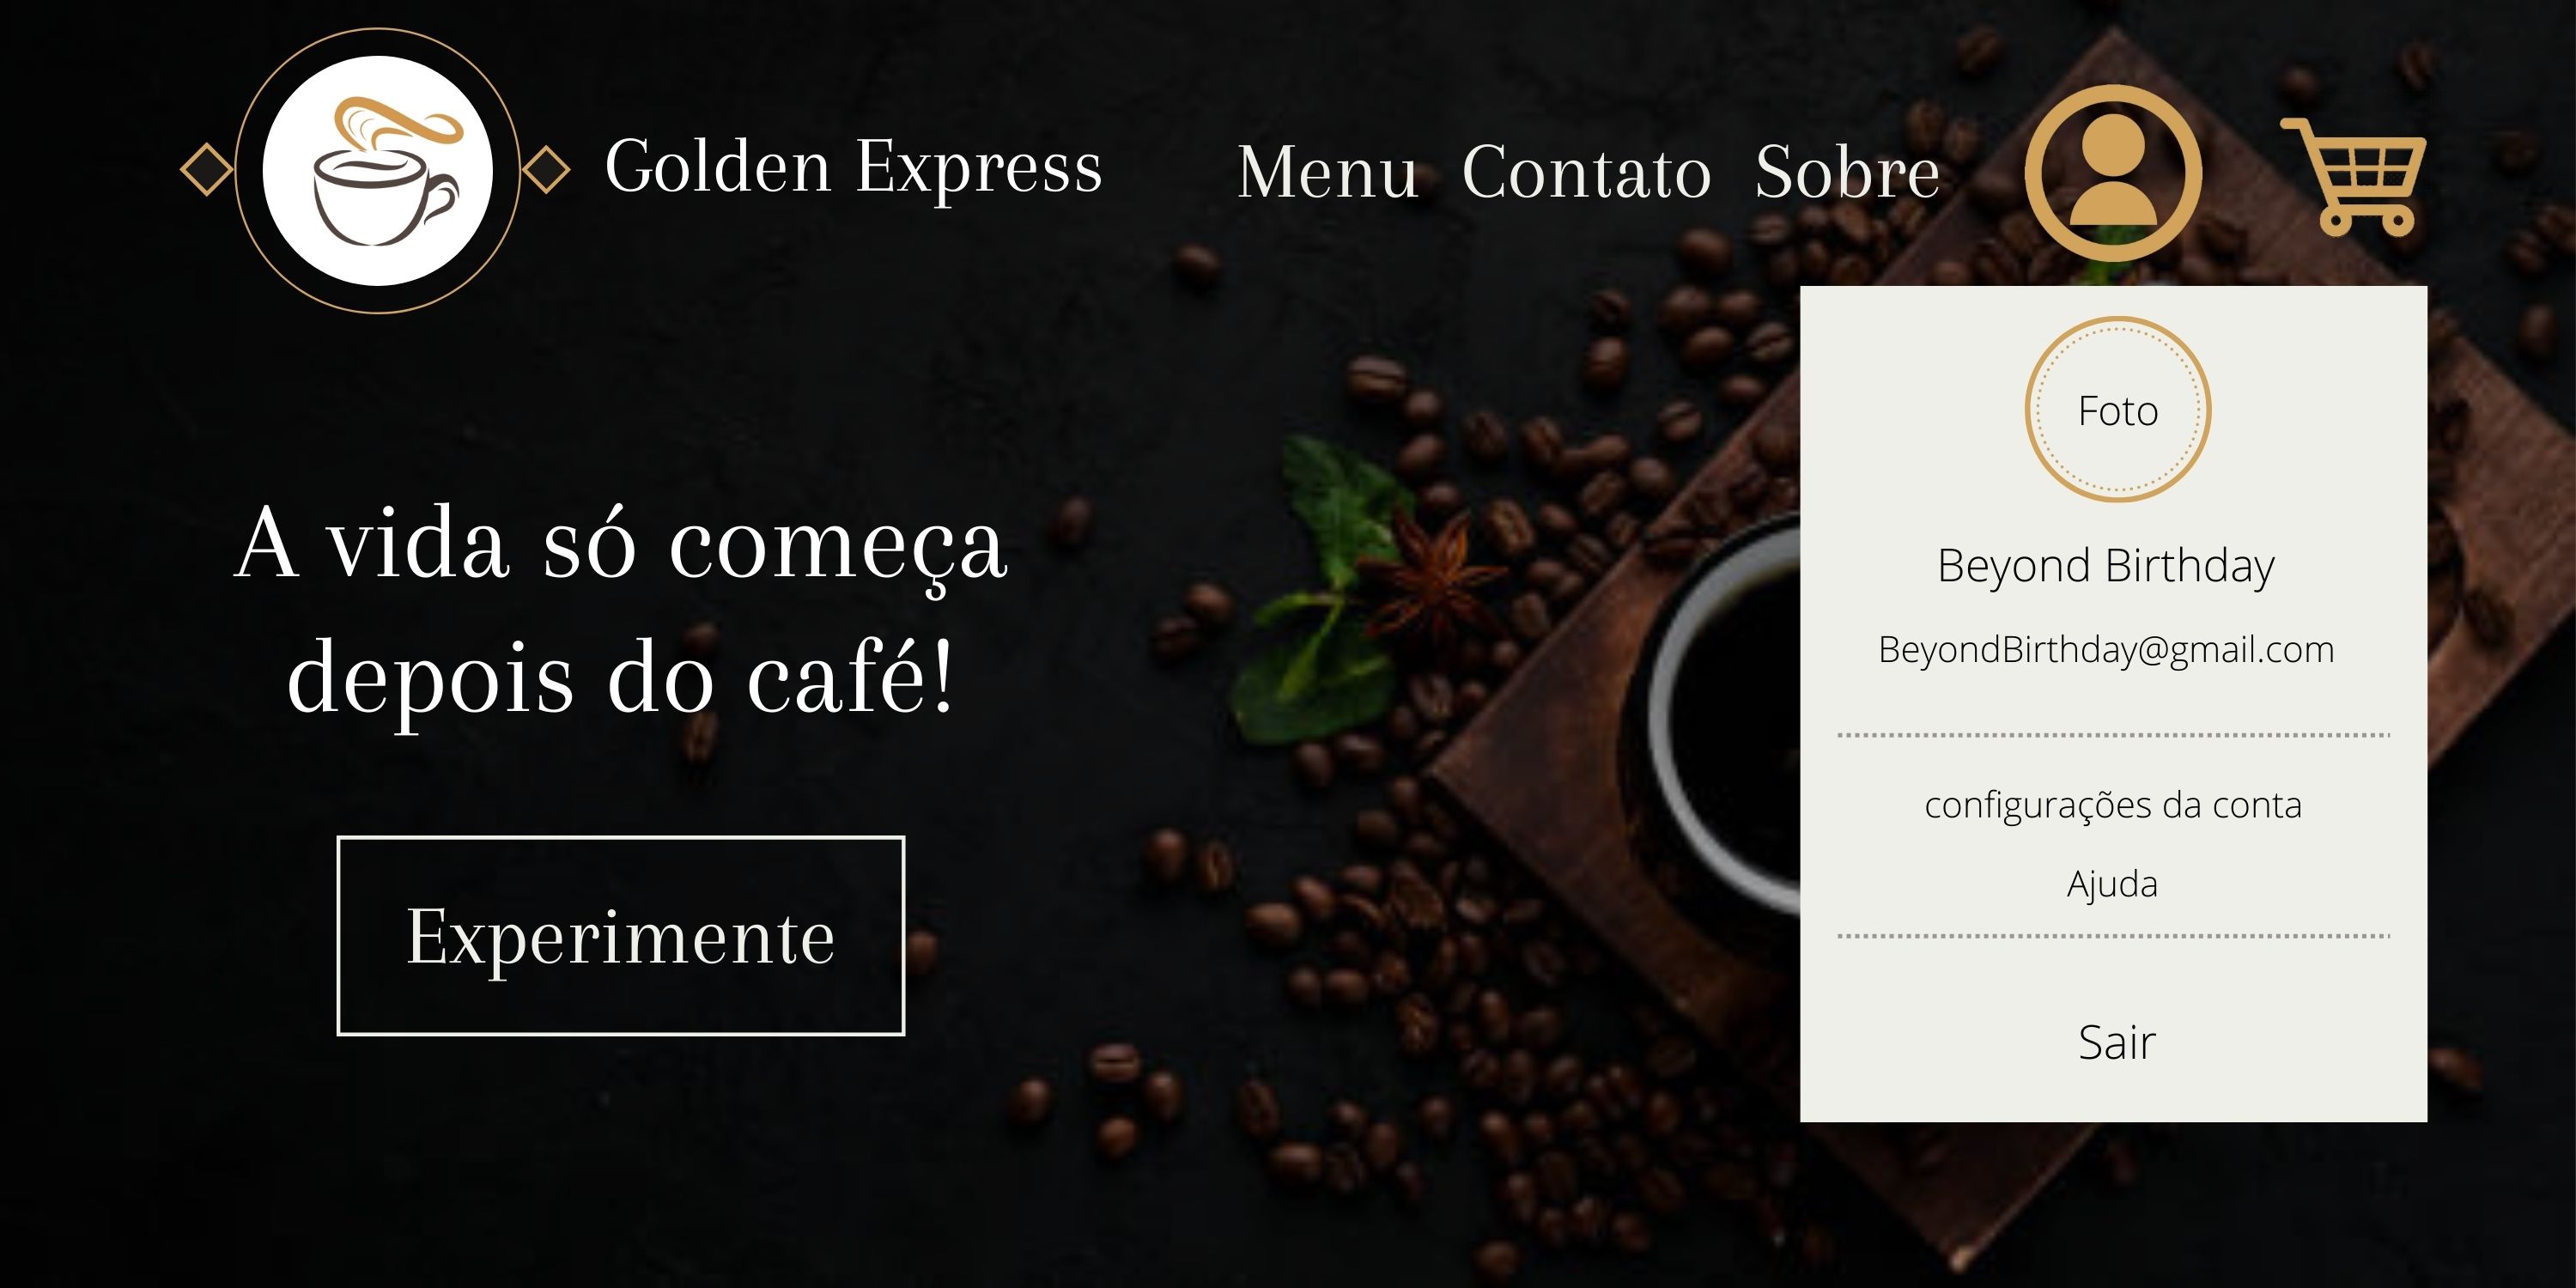 Golden Express
Menu Contato Sobre
A vida só começa
depois do café!
Experimente
Foto
Beyond Birthday
BeyondBirthday@gmail.com
configurações da conta
Ajuda
Sair